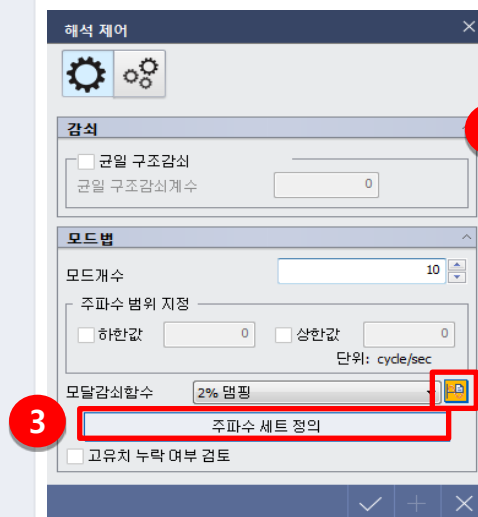 해석 제어
감쇠
균일 구조감쇠
균일 구조감쇠계수 0
모드법
모드개수 10
주파수 범위 지정
하한값 0 상한값 0
단위: cycle/sec
모달감쇠함수 2% 댐핑
3
주파수 세트 정의
고유치 누락 여부 검토